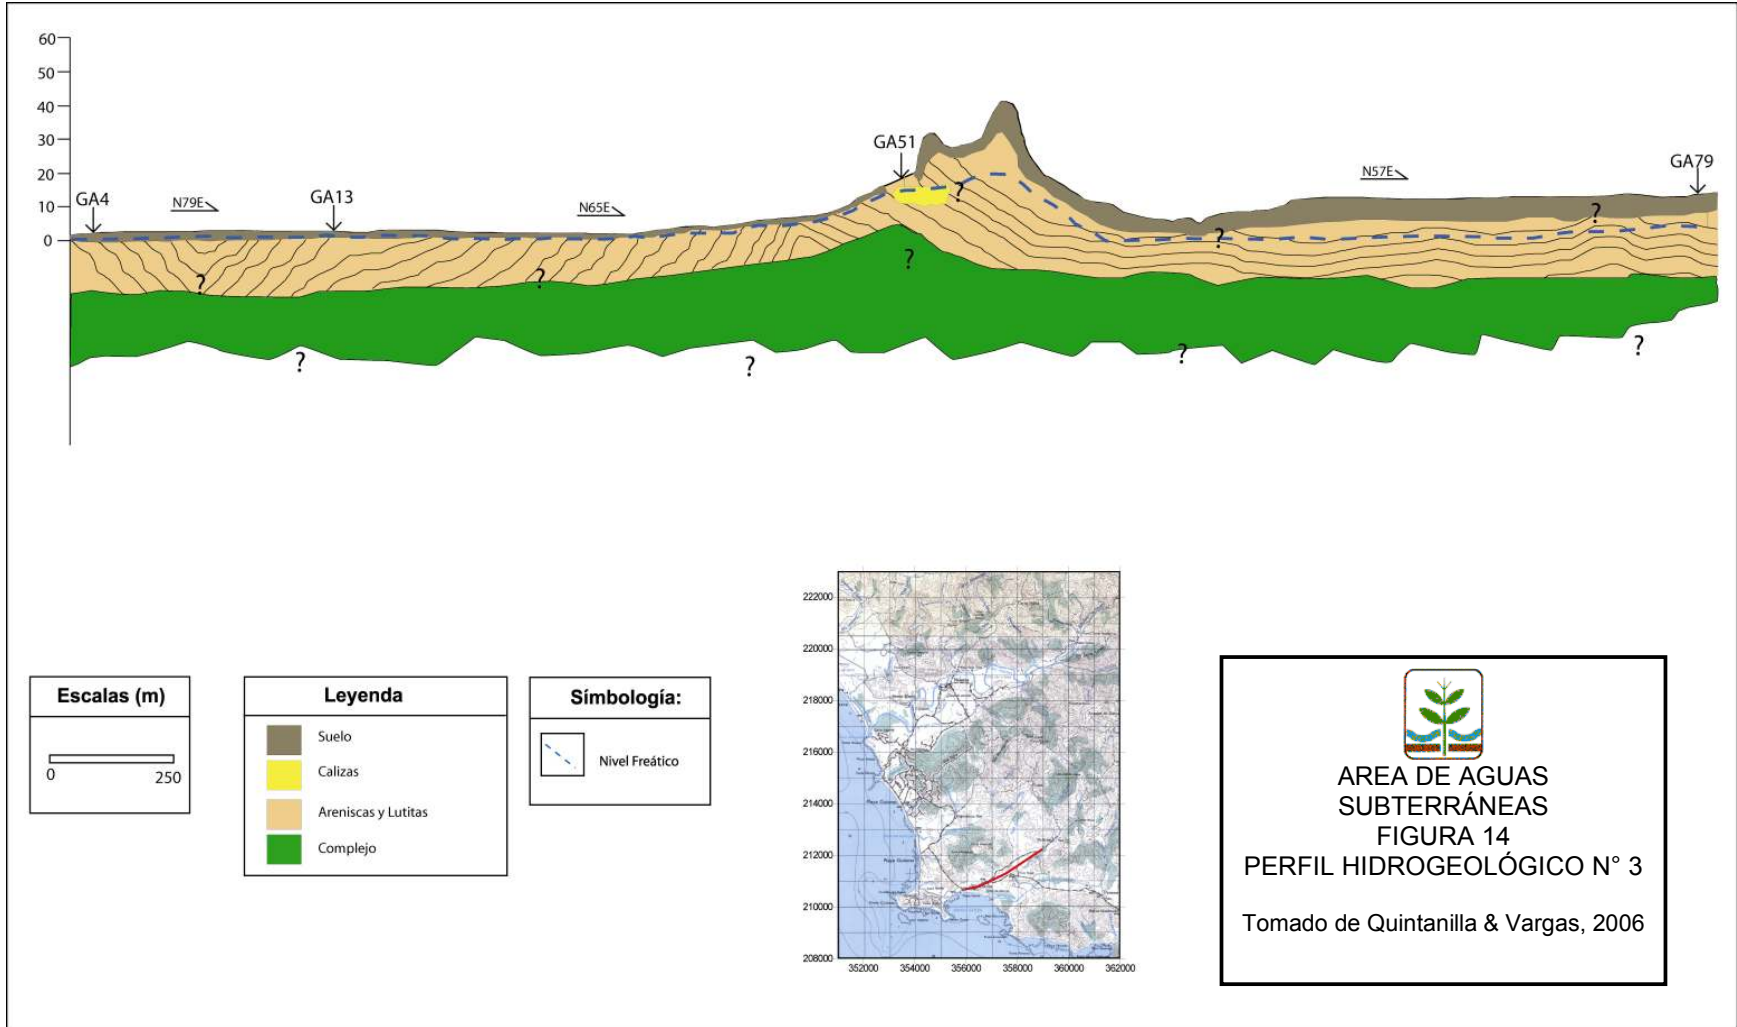 60
50
40
30
20
10
0
GA4
N79E
GA13
N65E
GA51
N57E
GA79
?
?
?
?
?
?
?
?
?
?
Escalas (m)
0 250
Leyenda
Suelo
Calizas
Areniscas y Lutitas
Complejo
Símbología:
Nivel Freático
222000
220000
218000
216000
214000
212000
210000
208000
352000 354000 356000 358000 360000 362000
AREA DE AGUAS
SUBTERRÁNEAS
FIGURA 14
PERFIL HIDROGEOLÓGICO N° 3
Tomado de Quintanilla & Vargas, 2006